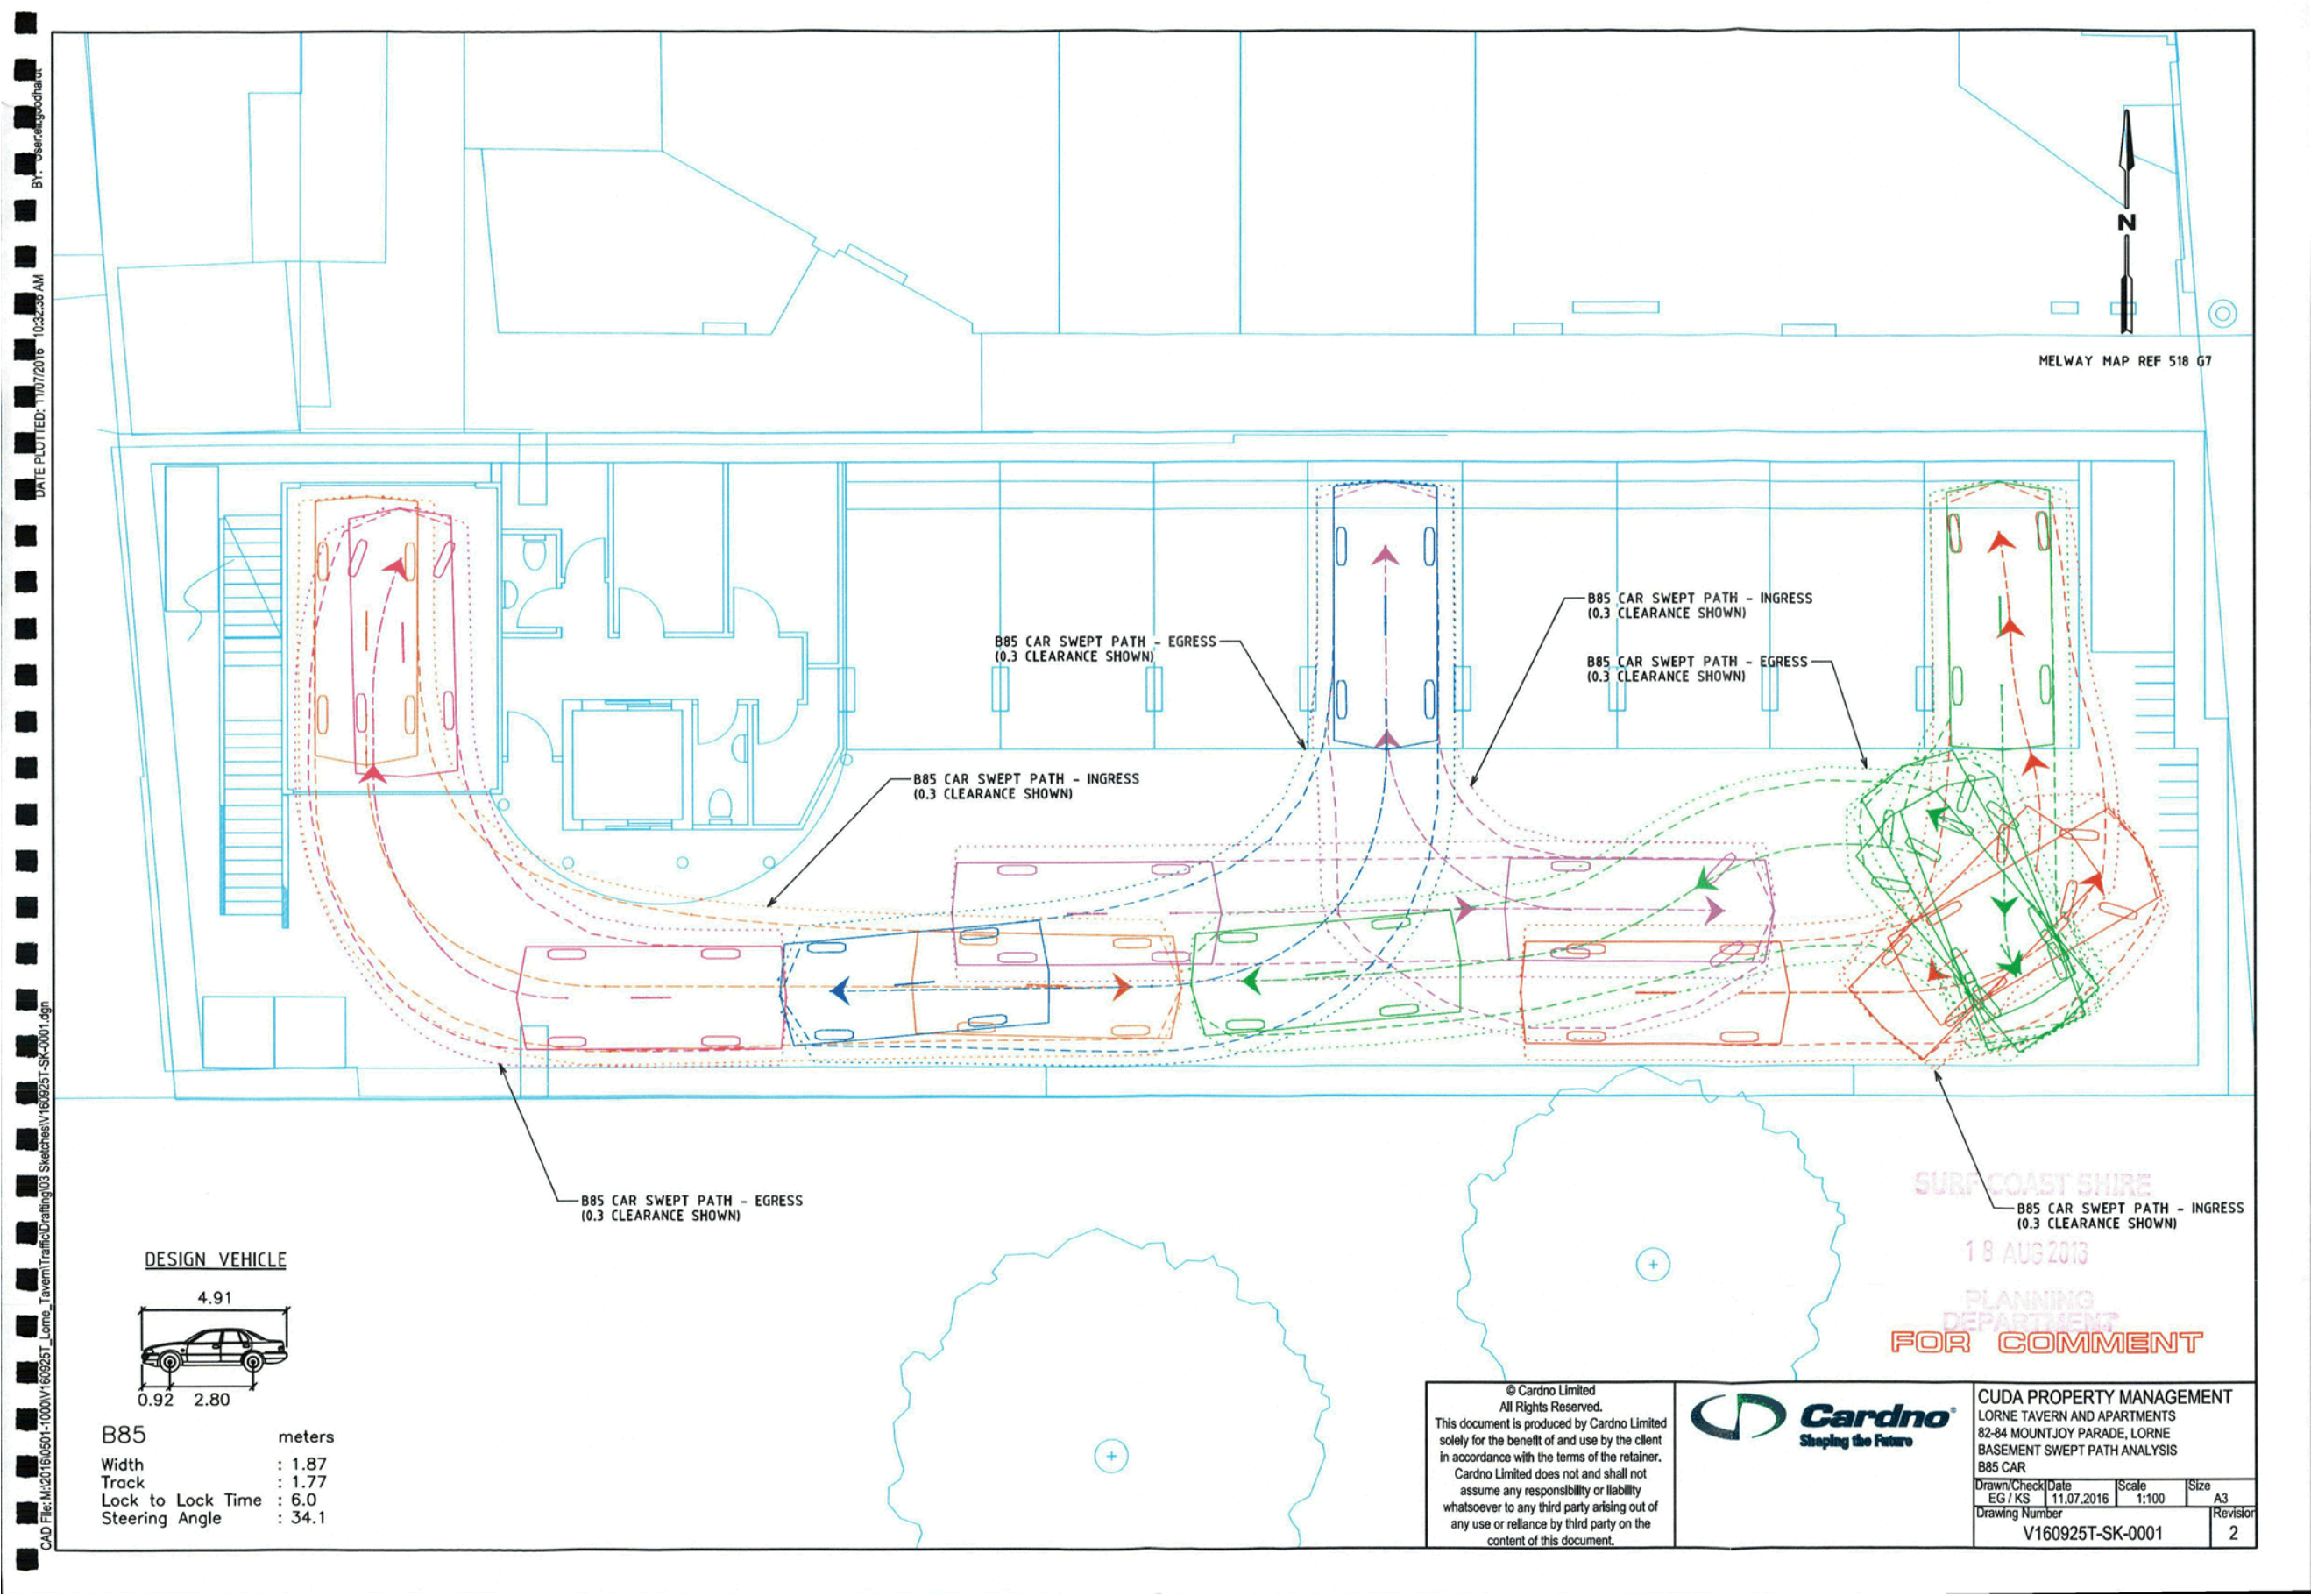 BY: User:em.goodhardt
DATE PLOTTED: 11/07/2016 10:32:36 AM
CAD File: M:\2016\0501-1000\V160925T_Lorne_Tavern\Traffic\Drafting\03 Sketches\V160925T-SK-0001.dgn
N
MELWAY MAP REF 518 G7
B85 CAR SWEPT PATH - INGRESS
(0.3 CLEARANCE SHOWN)
B85 CAR SWEPT PATH - EGRESS
(0.3 CLEARANCE SHOWN)
B85 CAR SWEPT PATH - EGRESS
(0.3 CLEARANCE SHOWN)
B85 CAR SWEPT PATH - INGRESS
(0.3 CLEARANCE SHOWN)
B85 CAR SWEPT PATH - EGRESS
(0.3 CLEARANCE SHOWN)
B85 CAR SWEPT PATH - INGRESS
(0.3 CLEARANCE SHOWN)
SURF COAST SHIRE
18 AUG
PLANNING
DEPARTMENT
FOR COMMENT
DESIGN VEHICLE
4.91
0.92 2.80
B85 meters
Width : 1.87
Track : 1.77
Lock to Lock Time : 6.0
Steering Angle : 34.1
© Cardno Limited
All Rights Reserved.
This document is produced by Cardno Limited
solely for the benefit of and use by the client
in accordance with the terms of the retainer.
Cardno Limited does not and shall not
assume any responsibility or liability
whatsoever to any third party arising out of
any use or reliance by third party on the
content of this document.
Cardno®
Shaping the Future
CUDA PROPERTY MANAGEMENT
LORNE TAVERN AND APARTMENTS
82-84 MOUNTJOY PARADE, LORNE
BASEMENT SWEPT PATH ANALYSIS
B85 CAR
Drawn/Check Date Scale Size
EG / KS 11.07.2016 1:100 A3
Drawing Number Revision
V160925T-SK-0001 2